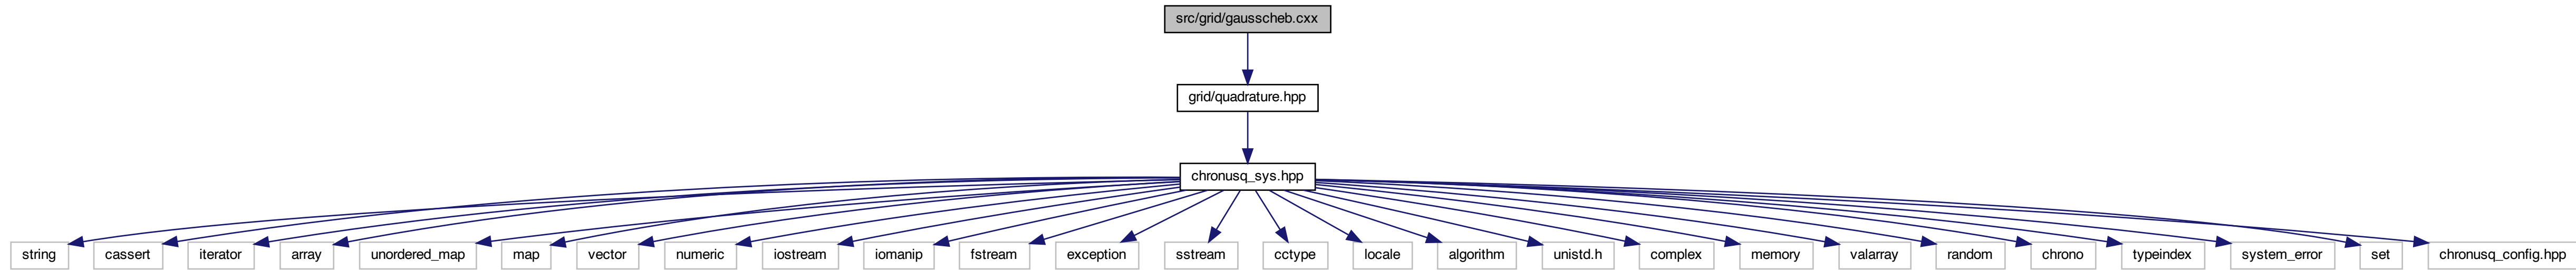 src/grid/gausscheb.cxx
grid/quadrature.hpp
chronusq_sys.hpp
string
cassert
iterator
array
unordered_map
map
vector
numeric
iostream
iomanip
fstream
exception
sstream
cctype
locale
algorithm
unistd.h
complex
memory
valarray
random
chrono
typeindex
system_error
set
chronusq_config.hpp